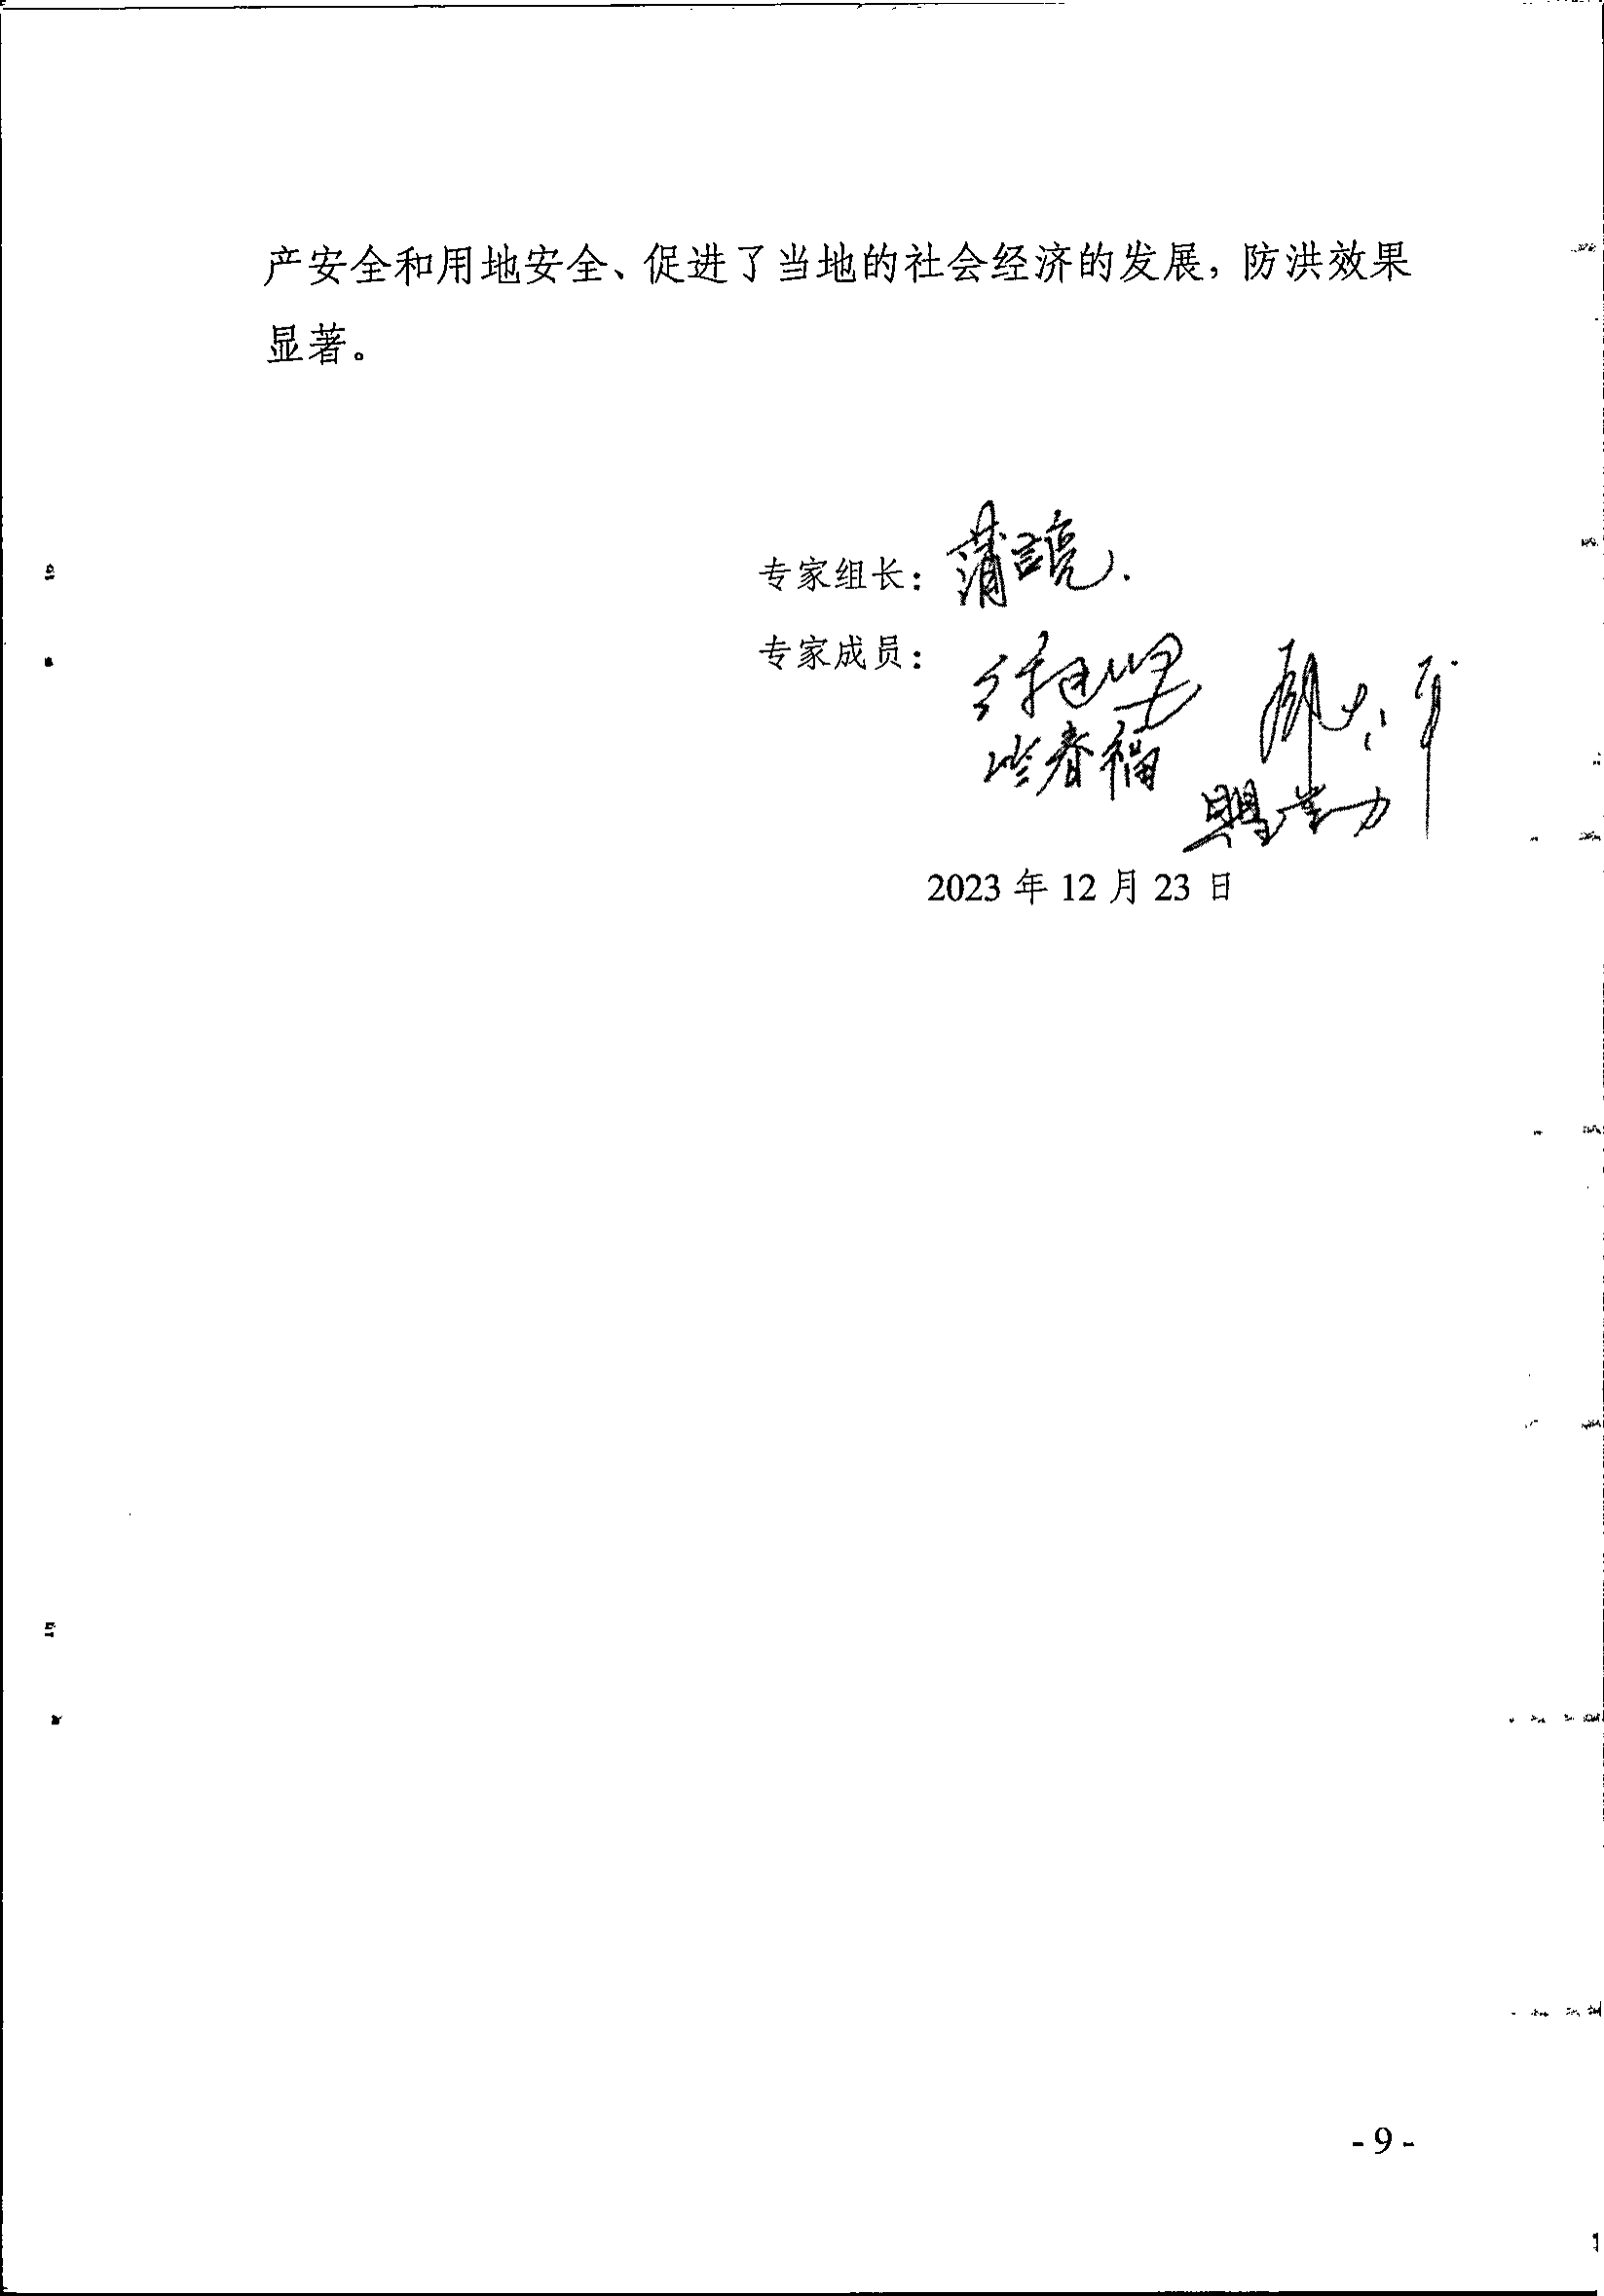 产安全和用地安全、促进了当地的社会经济的发展，防洪效果
显著。
专家组长：
专家成员：
春福
2023 年 12 月 23 日
- 9 -